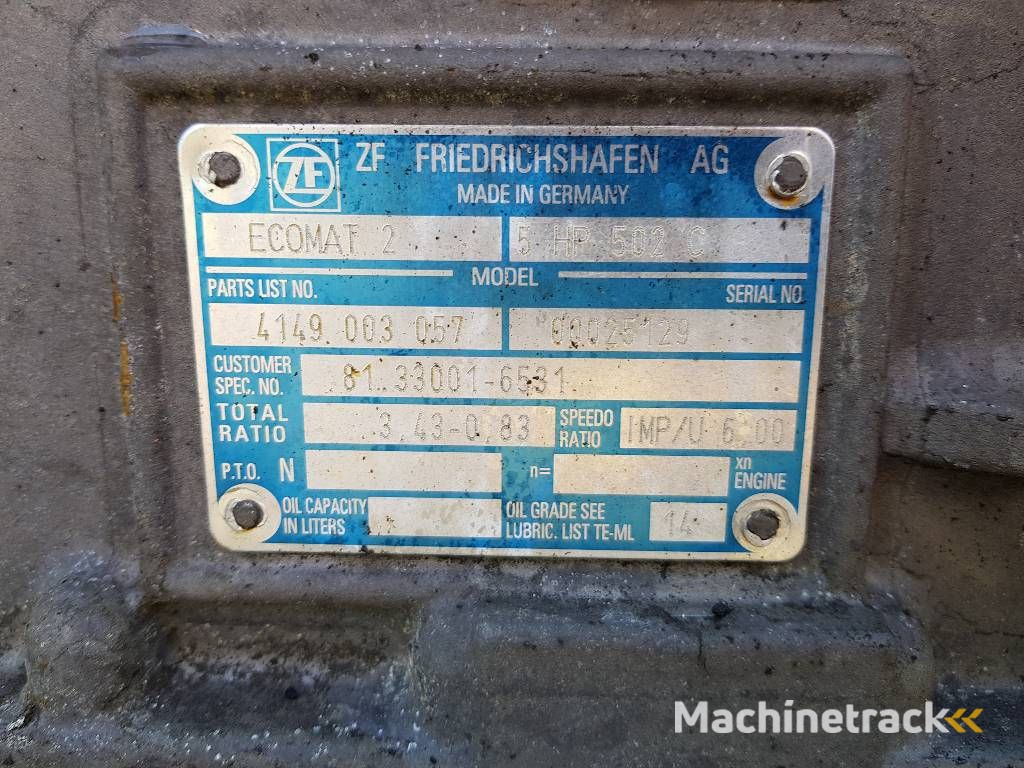 ZF ZF FRIEDRICHSHAFEN AG
MADE IN GERMANY
ECOMAT 2 5 HP 502 C
MODEL
PARTS LIST NO. SERIAL NO.
4149 003 057 00025129
CUSTOMER SPEC. NO. 81.33001-6531
TOTAL RATIO 3.43-0.83 SPEEDO RATIO IMP/U 6.00
P.T.O. N n= xn ENGINE
OIL CAPACITY IN LITERS OIL GRADE SEE LUBRIC. LIST TE-ML 14
Machinetrack